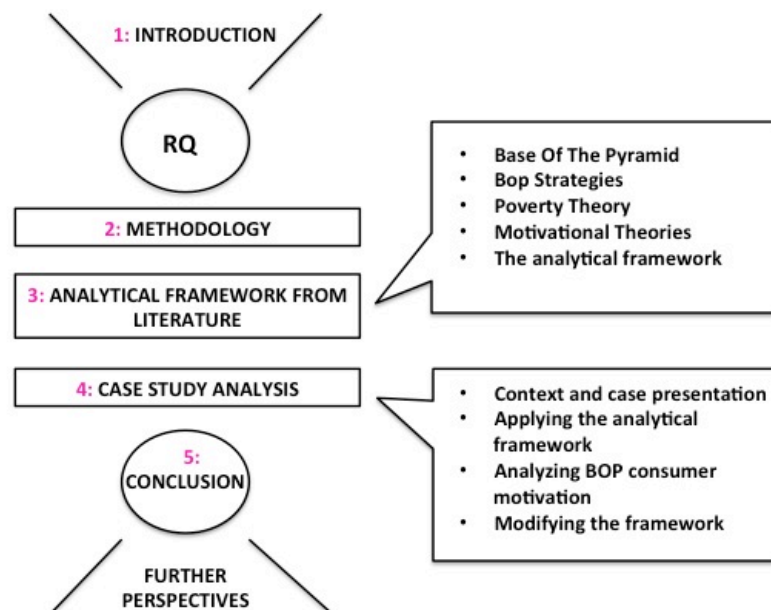 1: INTRODUCTION
RQ
2: METHODOLOGY
3: ANALYTICAL FRAMEWORK FROM
LITERATURE
• Base Of The Pyramid
• Bop Strategies
• Poverty Theory
• Motivational Theories
• The analytical framework
4: CASE STUDY ANALYSIS
• Context and case presentation
• Applying the analytical
framework
• Analyzing BOP consumer
motivation
• Modifying the framework
5:
CONCLUSION
FURTHER
PERSPECTIVES